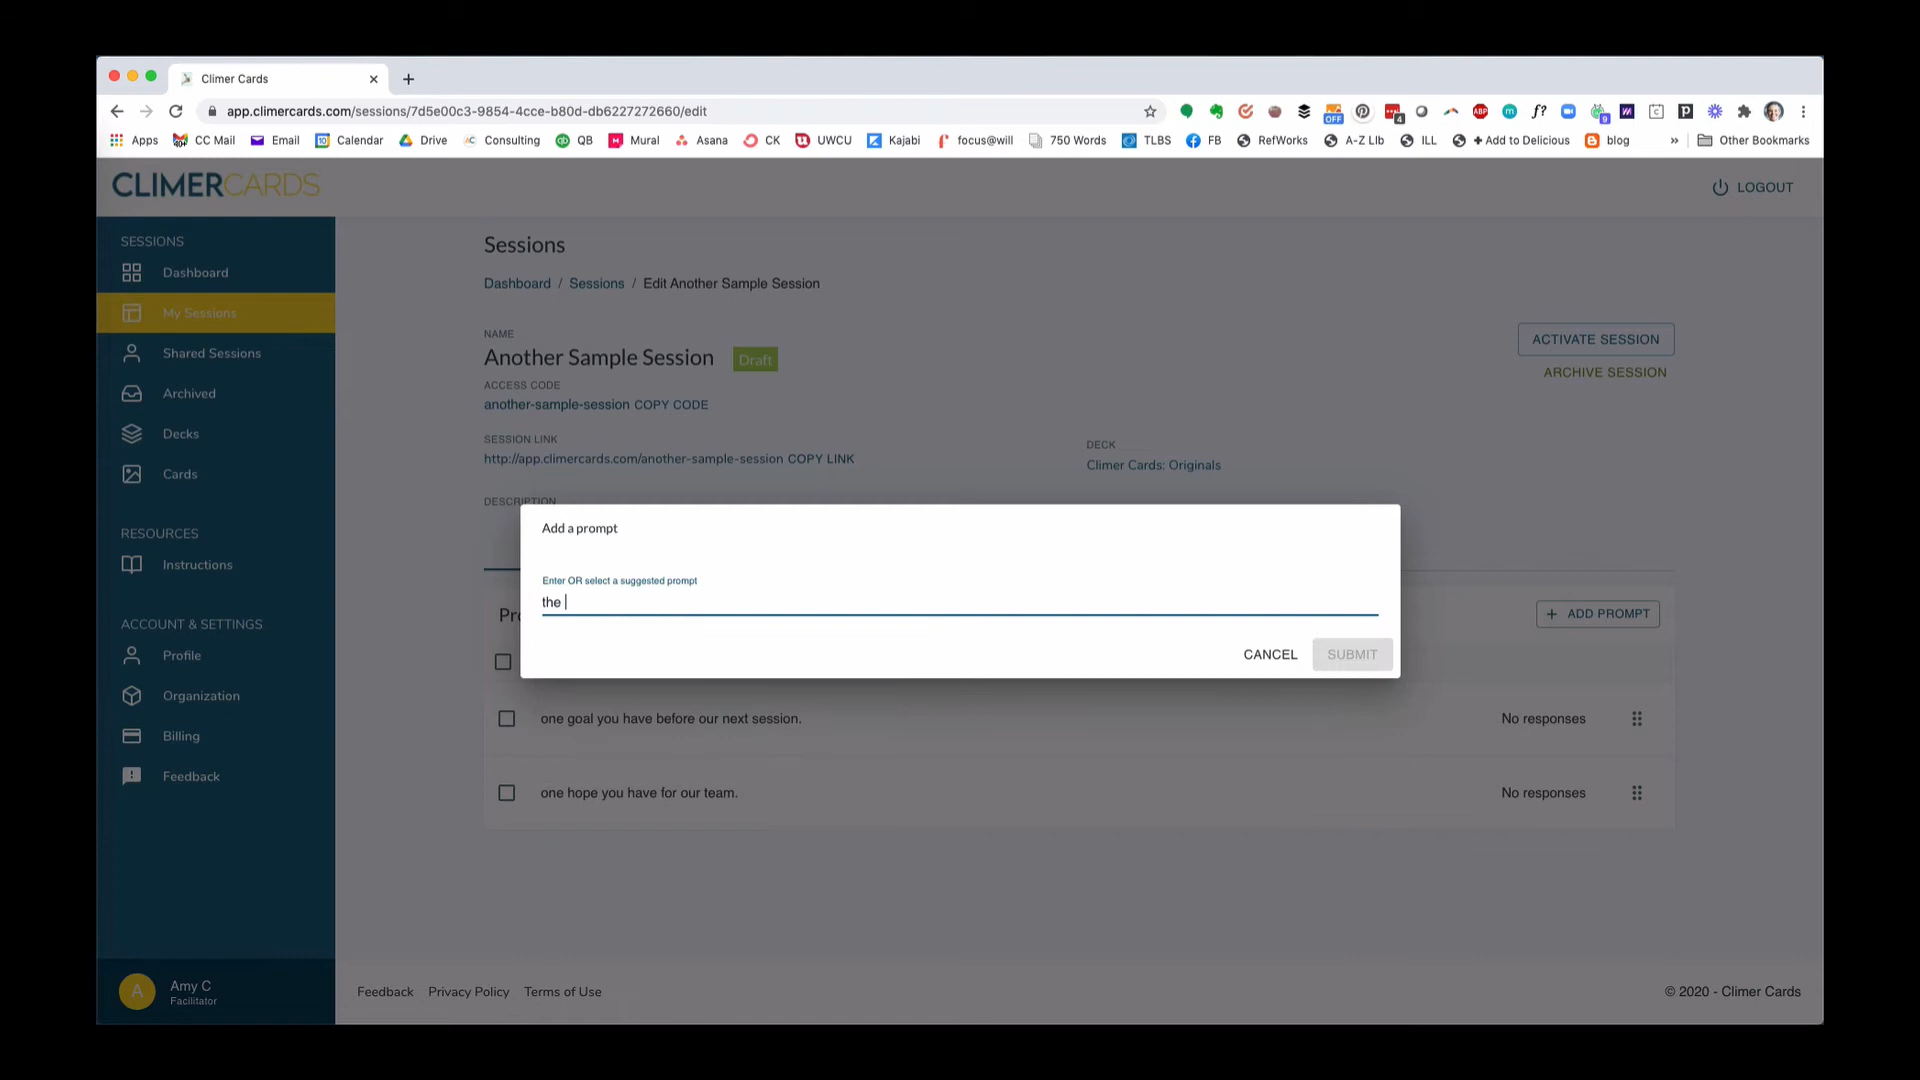 Climer Cards
app.climercards.com/sessions/7d5e00c3-9854-4cce-b80d-db6227272660/edit
OFF 4 ABP m f? 9
Apps CC Mail Email Calendar Drive Consulting QB Mural Asana CK UWCU Kajabi focus@will 750 Words TLBS FB RefWorks A-Z LIb ILL + Add to Delicious blog » Other Bookmarks
CLIMERCARDS
LOGOUT
SESSIONS
Dashboard
My Sessions
Shared Sessions
Archived
Decks
Cards
RESOURCES
Instructions
ACCOUNT & SETTINGS
Profile
Organization
Billing
Feedback
A
Amy C
Facilitator
Sessions
Dashboard / Sessions / Edit Another Sample Session
NAME
Another Sample Session Draft
ACTIVATE SESSION
ARCHIVE SESSION
ACCESS CODE
another-sample-session COPY CODE
SESSION LINK
http://app.climercards.com/another-sample-session COPY LINK
DECK
Climer Cards: Originals
DESCRIPTION
Add a prompt
Enter OR select a suggested prompt
the
CANCEL SUBMIT
+ ADD PROMPT
one goal you have before our next session. No responses
one hope you have for our team. No responses
Feedback Privacy Policy Terms of Use
© 2020 - Climer Cards